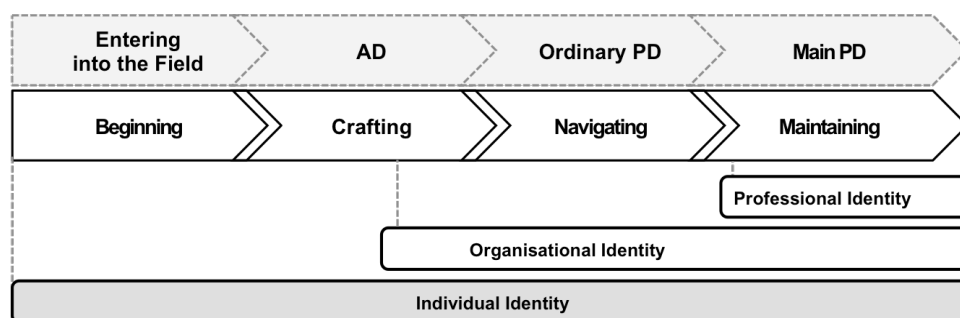 Entering
into the Field
AD
Ordinary PD
Main PD
Beginning
Crafting
Navigating
Maintaining
Professional Identity
Organisational Identity
Individual Identity